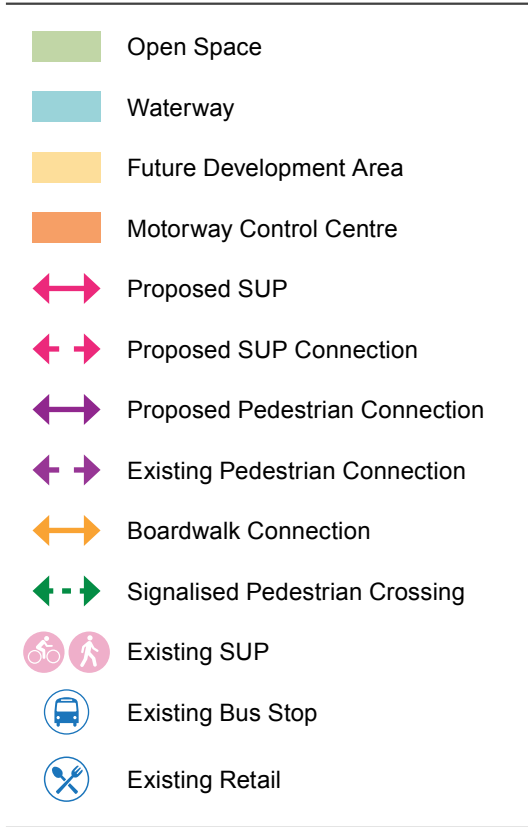 Open Space
Waterway
Future Development Area
Motorway Control Centre
Proposed SUP
Proposed SUP Connection
Proposed Pedestrian Connection
Existing Pedestrian Connection
Boardwalk Connection
Signalised Pedestrian Crossing
Existing SUP
Existing Bus Stop
Existing Retail